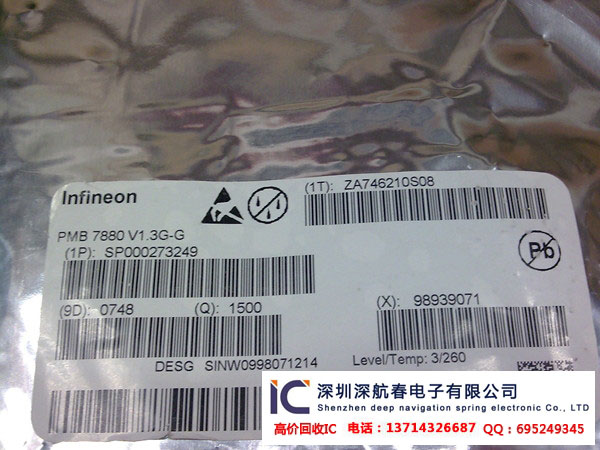 Infineon
(1T): ZA746210S08
PMB 7880 V1.3G-G
(1P): SP000273249
Pb
(9D): 0748 (Q): 1500 (X): 98939071
DESG SINW0998071214 Level/Temp: 3/260
IC 深圳深航春电子有限公司
Shenzhen deep navigation spring electronic Co., LTD
高价回收IC 电话：13714326687 QQ：695249345